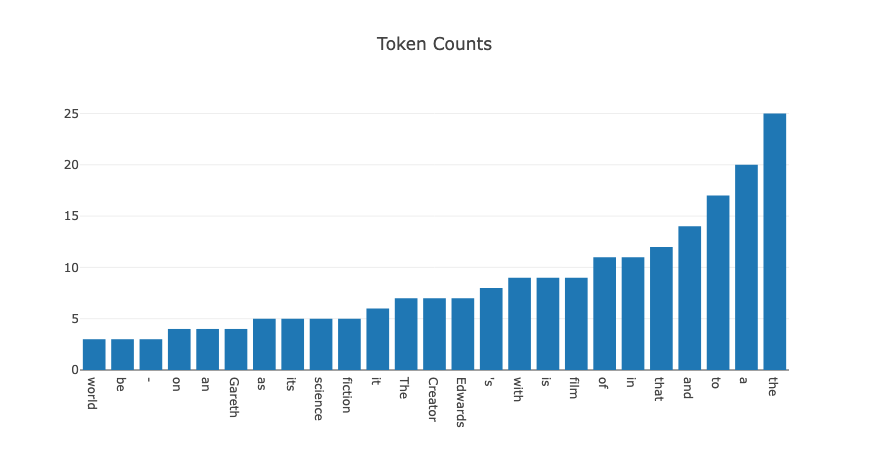 Token Counts
25
20
15
10
5
0
world
be
-
on
an
Gareth
as
its
science
fiction
it
The
Creator
Edwards
's
with
is
film
of
in
that
and
to
a
the